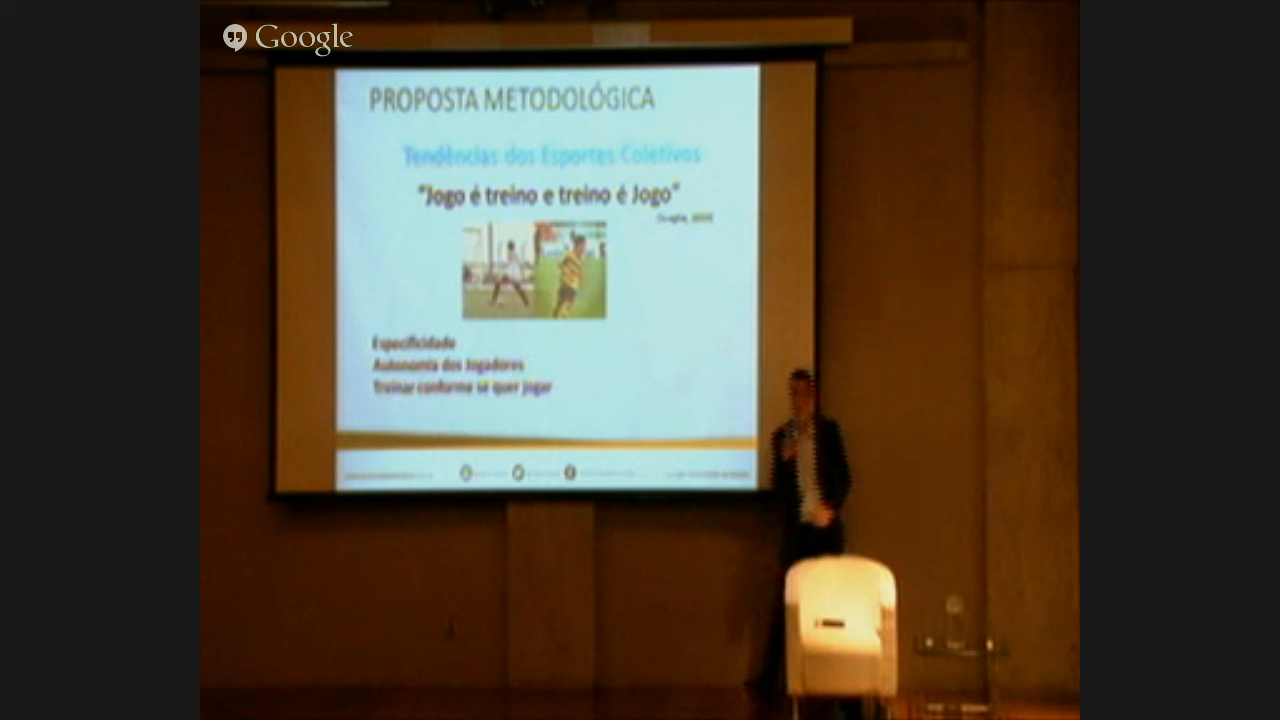 Google
PROPOSTA METODOLÓGICA
Tendências dos Esportes Coletivos
"Jogo é treino e treino é Jogo"
Especificidade
Autonomia dos Jogadores
Treinar conforme se quer jogar